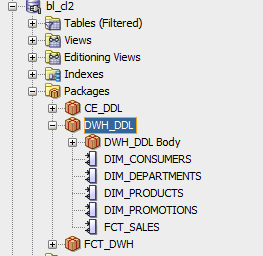 bl_cl2
Tables (Filtered)
Views
Editioning Views
Indexes
Packages
CE_DDL
DWH_DDL
DWH_DDL Body
DIM_CONSUMERS
DIM_DEPARTMENTS
DIM_PRODUCTS
DIM_PROMOTIONS
FCT_SALES
FCT_DWH